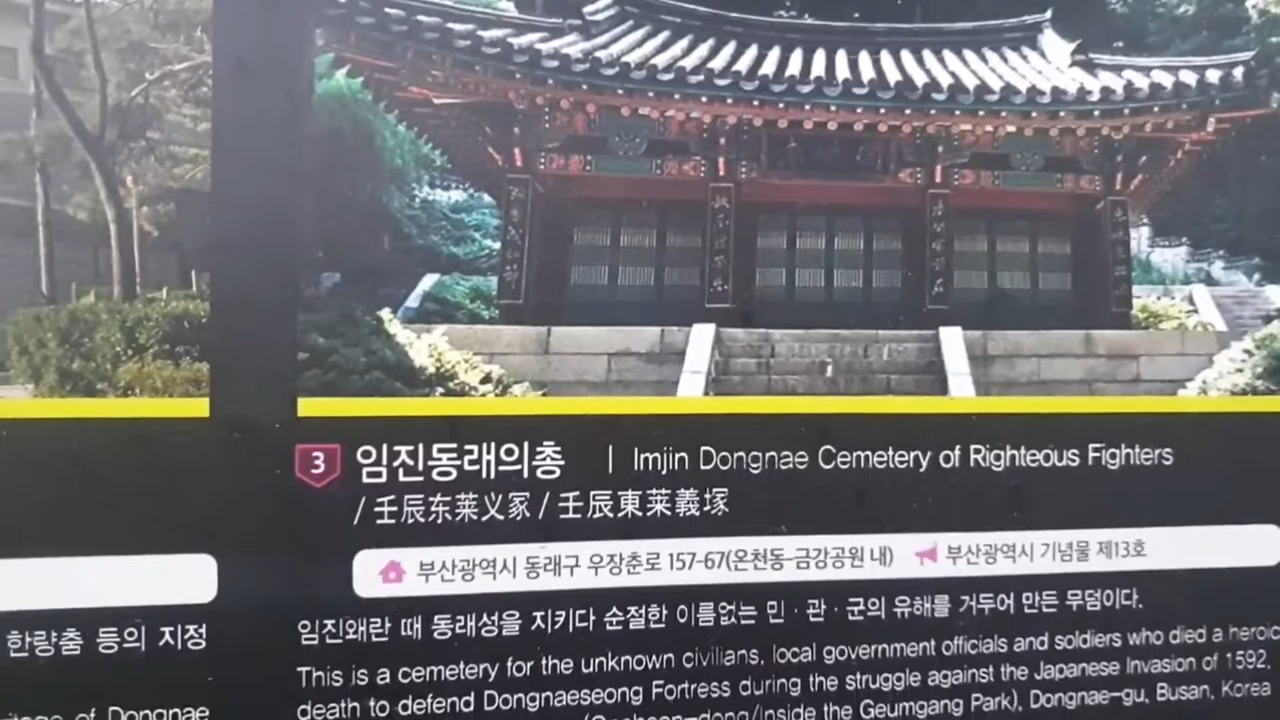 3 임진동래의총 | Imjin Dongnae Cemetery of Righteous Fighters
/ 壬辰东莱义冢 / 壬辰東莱義塚
부산광역시 동래구 우장춘로 157-67(온천동-금강공원 내) 부산광역시 기념물 제13호
임진왜란 때 동래성을 지키다 순절한 이름없는 민 · 관 · 군의 유해를 거두어 만든 무덤이다.
This is a cemetery for the unknown civilians, local government officials and soldiers who died a heroic
death to defend Dongnaeseong Fortress during the struggle against the Japanese Invasion of 1592.
/inside the Geumgang Park), Dongnae-gu, Busan, Korea
한량춤 등의 지정
of Dongnae